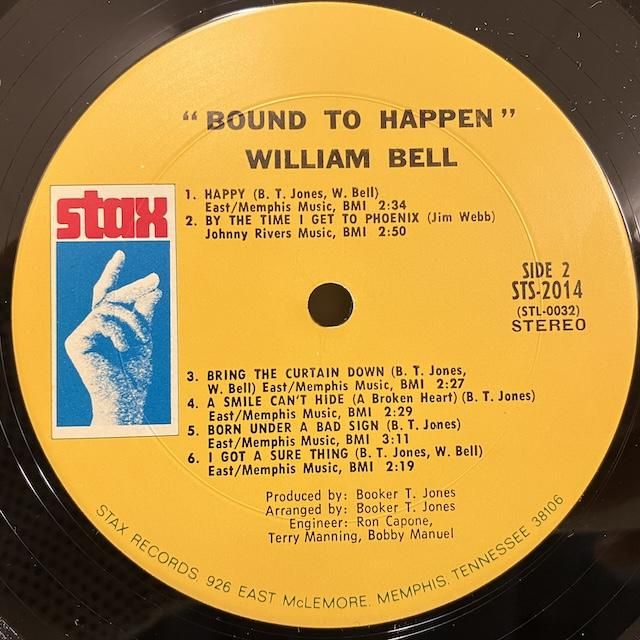 "BOUND TO HAPPEN"
WILLIAM BELL
stax
1. HAPPY (B. T. Jones, W. Bell)
East/Memphis Music, BMI 2:34
2. BY THE TIME I GET TO PHOENIX (Jim Webb)
Johnny Rivers Music, BMI 2:50
SIDE 2
STS-2014
(STL-0032)
STEREO
3. BRING THE CURTAIN DOWN (B. T. Jones,
W. Bell) East/Memphis Music, BMI 2:27
4. A SMILE CAN'T HIDE (A Broken Heart) (B. T. Jones)
East/Memphis Music, BMI 2:29
5. BORN UNDER A BAD SIGN (B. T. Jones)
East/Memphis Music, BMI 3:11
6. I GOT A SURE THING (B. T. Jones, W. Bell)
East/Memphis Music, BMI 2:19
Produced by: Booker T. Jones
Arranged by: Booker T. Jones
Engineer: Ron Capone,
Terry Manning, Bobby Manuel
STAX RECORDS, 926 EAST McLEMORE, MEMPHIS, TENNESSEE 38106